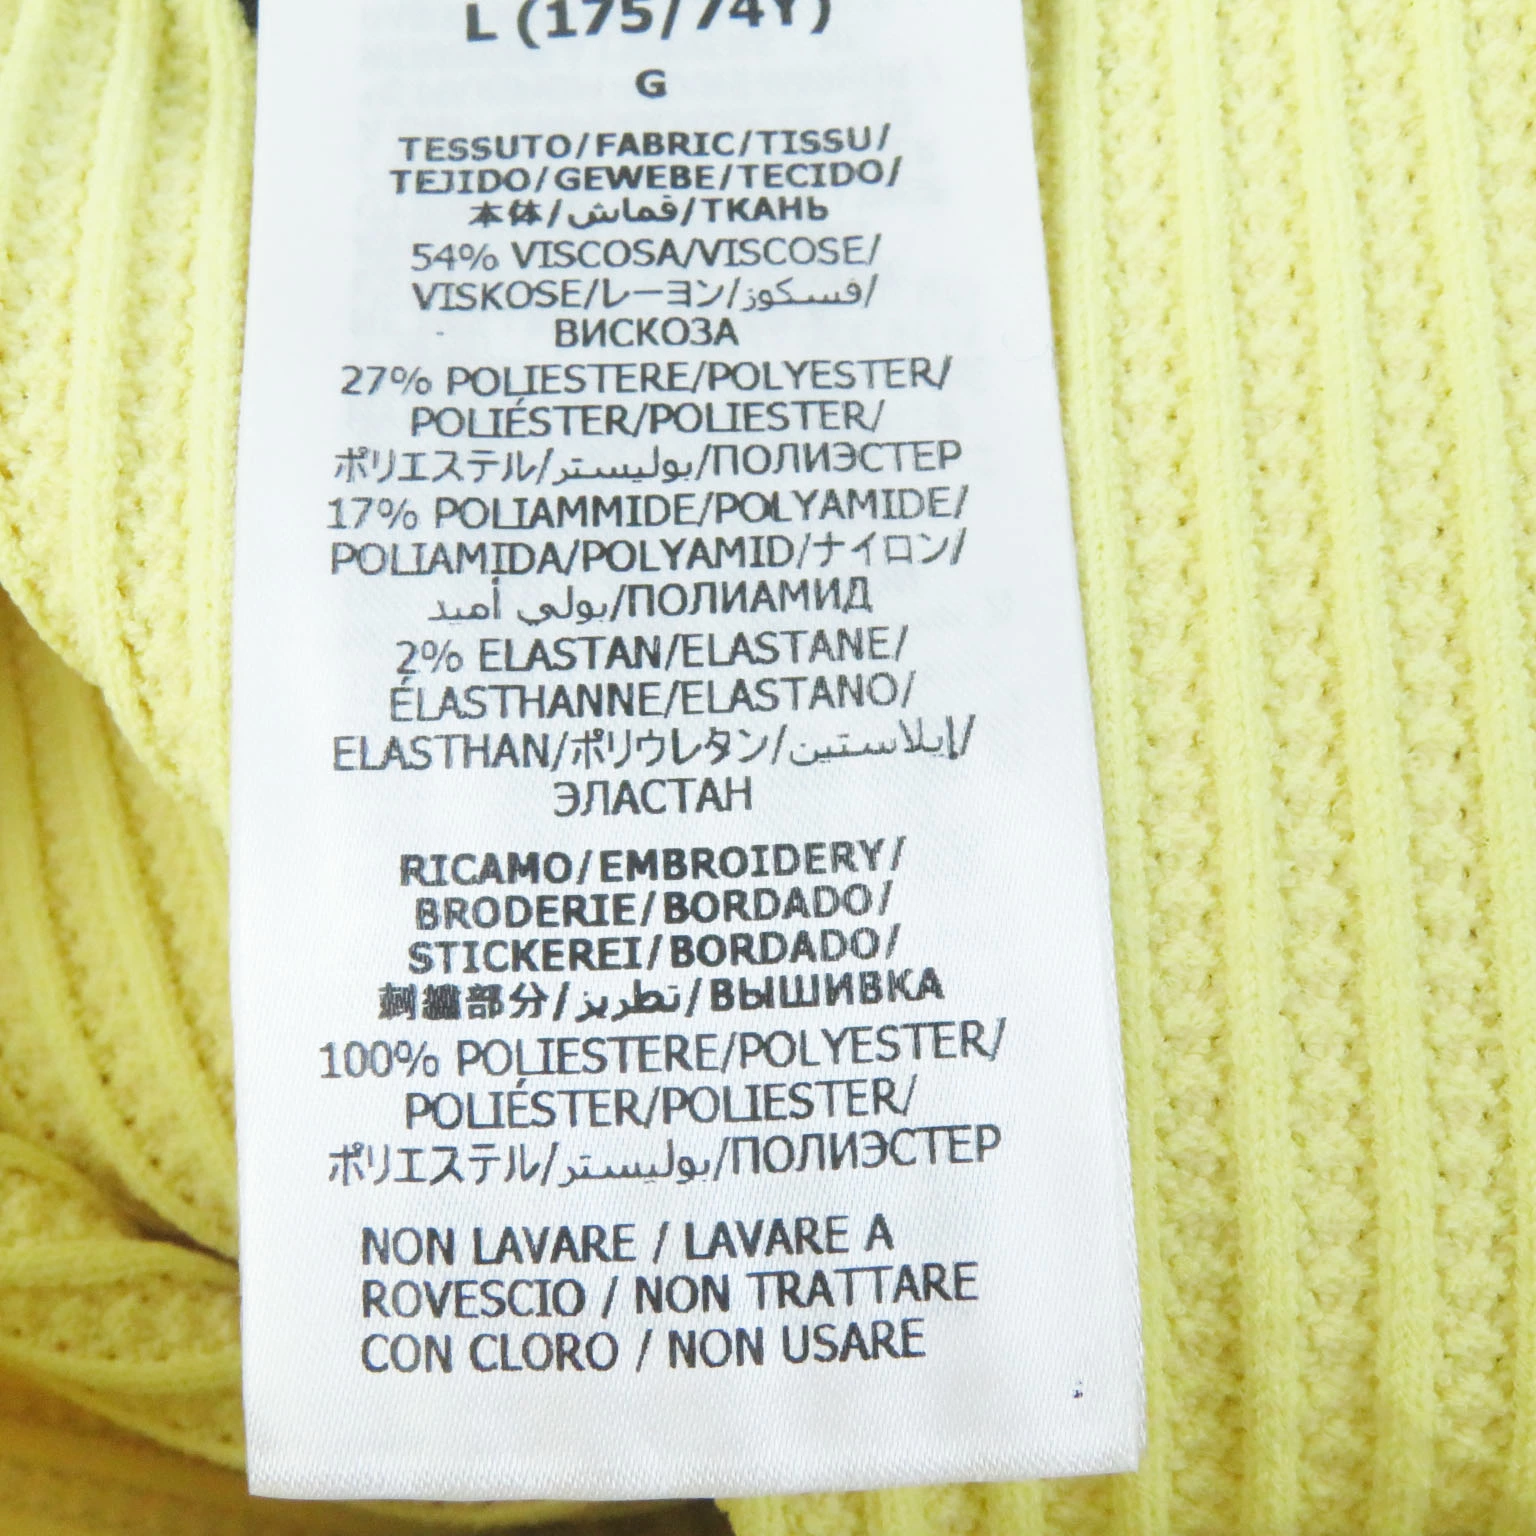 L (175/74Y)
G
TESSUTO/FABRIC/TISSU/
TEJIDO/GEWEBE/TECIDO/
本体/قماش/ТКАНЬ
54% VISCOSA/VISCOSE/
VISKOSE/レーヨン/فسكوز/
ВИСКОЗА
27% POLIESTERE/POLYESTER/
POLIÉSTER/POLIESTER/
ポリエステル/بوليستر/ПОЛИЭСТЕР
17% POLIAMMIDE/POLYAMIDE/
POLIAMIDA/POLYAMID/ナイロン/
بولي أميد/ПОЛИАМИД
2% ELASTAN/ELASTANE/
ÉLASTHANNE/ELASTANO/
ELASTHAN/ポリウレタン/إيلاستين/
ЭЛАСТАН
RICAMO/EMBROIDERY/
BRODERIE/BORDADO/
STICKEREI/BORDADO/
刺繍部分/تطريز/ВЫШИВКА
100% POLIESTERE/POLYESTER/
POLIÉSTER/POLIESTER/
ポリエステル/بوليستر/ПОЛИЭСТЕР
NON LAVARE / LAVARE A
ROVESCIO / NON TRATTARE
CON CLORO / NON USARE